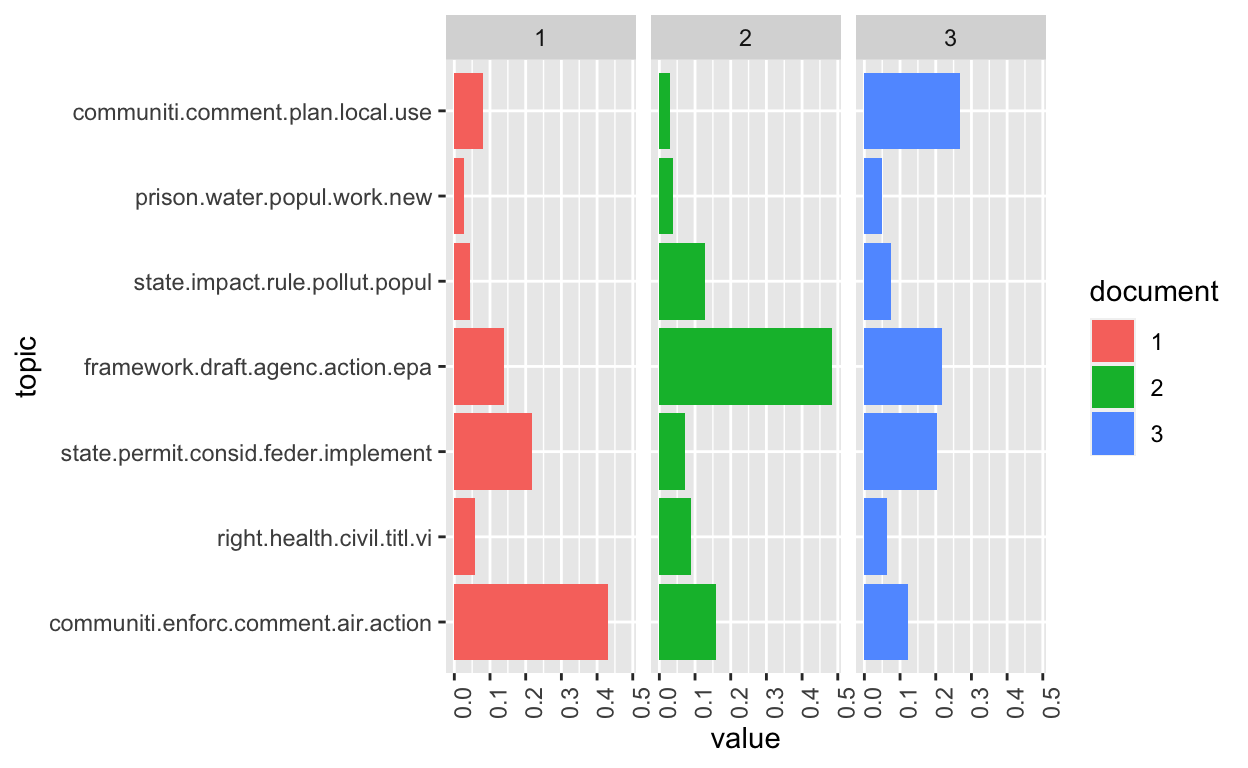 1 2 3
communiti.comment.plan.local.use
prison.water.popul.work.new
state.impact.rule.pollut.popul
framework.draft.agenc.action.epa
state.permit.consid.feder.implement
right.health.civil.titl.vi
communiti.enforc.comment.air.action
topic
0.0 0.1 0.2 0.3 0.4 0.5 0.0 0.1 0.2 0.3 0.4 0.5 0.0 0.1 0.2 0.3 0.4 0.5
value
document
1
2
3